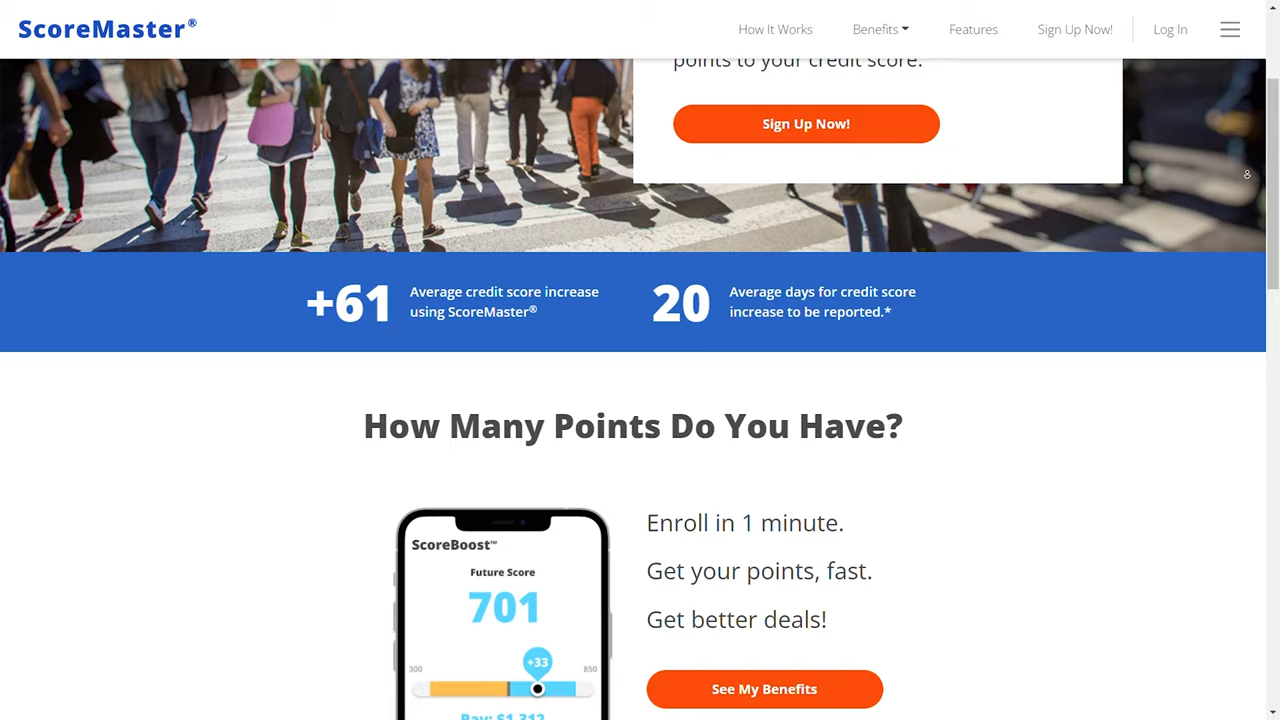 ScoreMaster®
How It Works
Benefits
Features
Sign Up Now!
Log In
points to your credit score.
Sign Up Now!
+61
Average credit score increase
using ScoreMaster®
20
Average days for credit score
increase to be reported.*
How Many Points Do You Have?
ScoreBoost™
Future Score
701
+33
300
850
Pay: $1,312
Enroll in 1 minute.
Get your points, fast.
Get better deals!
See My Benefits